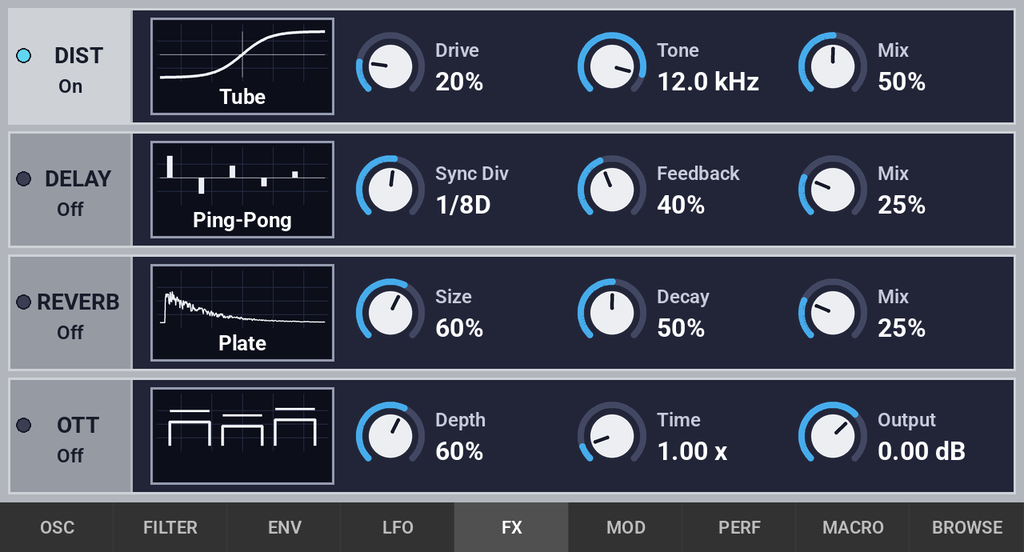 DIST
On
Tube
Drive
20%
Tone
12.0 kHz
Mix
50%
DELAY
Off
Ping-Pong
Sync Div
1/8D
Feedback
40%
Mix
25%
REVERB
Off
Plate
Size
60%
Decay
50%
Mix
25%
OTT
Off
Depth
60%
Time
1.00 x
Output
0.00 dB
OSC FILTER ENV LFO FX MOD PERF MACRO BROWSE